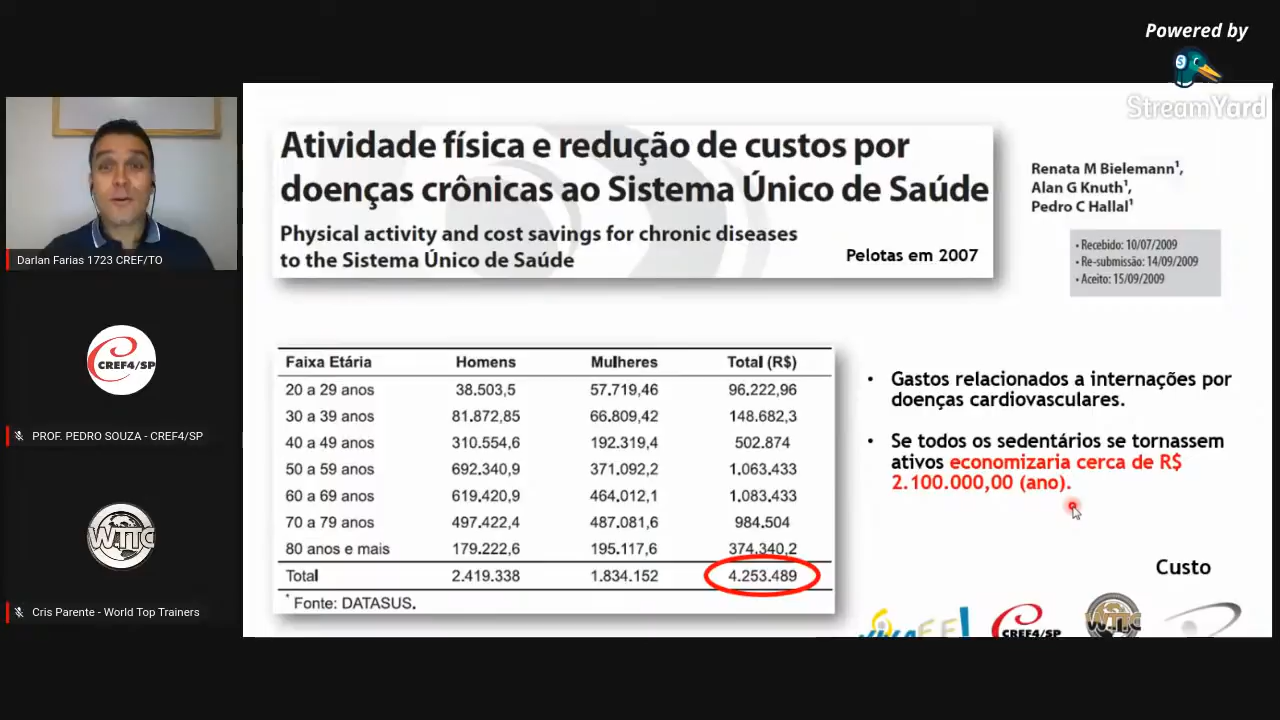 Powered by
StreamYard
Atividade física e redução de custos por
doenças crônicas ao Sistema Único de Saúde
Physical activity and cost savings for chronic diseases
to the Sistema Único de Saúde
Pelotas em 2007
Renata M Bielemann¹,
Alan G Knuth¹,
Pedro C Hallal¹
• Recebido: 10/07/2009
• Re-submissão: 14/09/2009
• Aceito: 15/09/2009
Darlan Farias 1723 CREF/TO
CREF4/SP
PROF. PEDRO SOUZA - CREF4/SP
WTTC
Cris Parente - World Top Trainers
Faixa Etária Homens Mulheres Total (R$)
20 a 29 anos 38.503,5 57.719,46 96.222,96
30 a 39 anos 81.872,85 66.809,42 148.682,3
40 a 49 anos 310.554,6 192.319,4 502.874
50 a 59 anos 692.340,9 371.092,2 1.063.433
60 a 69 anos 619.420,9 464.012,1 1.083.433
70 a 79 anos 497.422,4 487.081,6 984.504
80 anos e mais 179.222,6 195.117,6 374.340,2
Total 2.419.338 1.834.152 4.253.489
* Fonte: DATASUS.
• Gastos relacionados a internações por
doenças cardiovasculares.
• Se todos os sedentários se tornassem
ativos economizaria cerca de R$
2.100.000,00 (ano).
Custo
CREF4/SP
WTTC